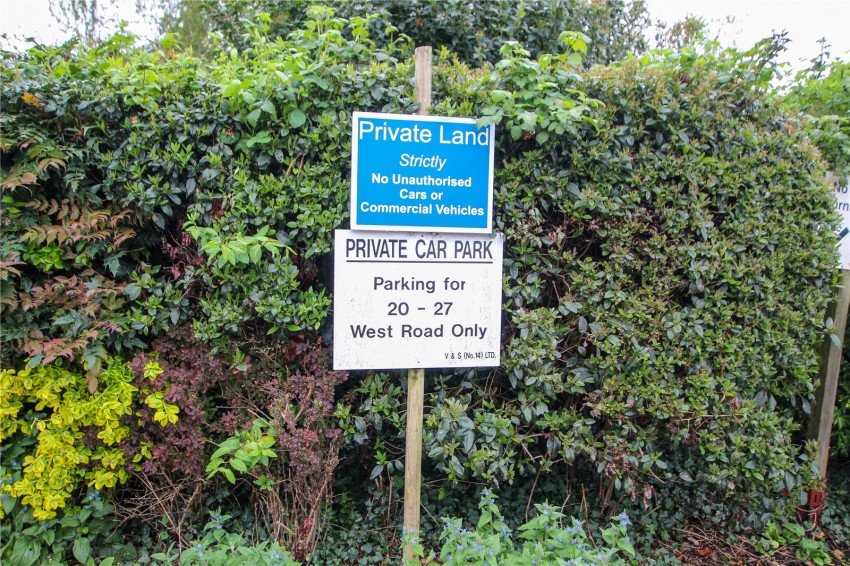 Private Land
Strictly
No Unauthorised
Cars or
Commercial Vehicles
PRIVATE CAR PARK
Parking for
20 - 27
West Road Only
V & S (No.14) LTD.
No